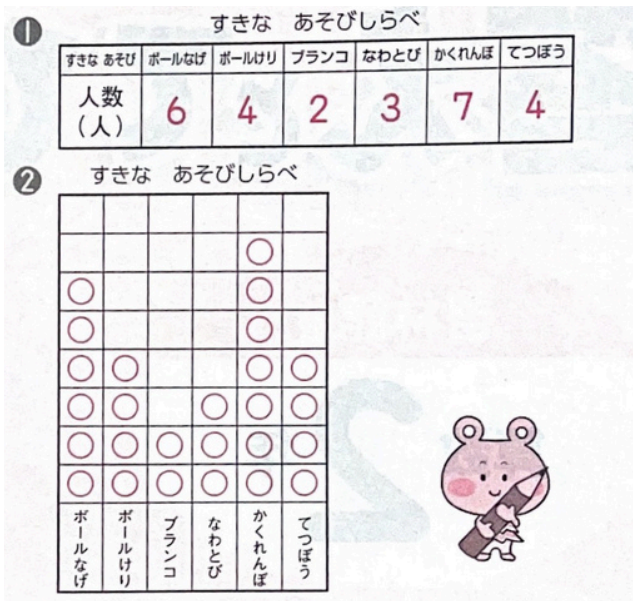 ❶ すきな あそびしらべ
すきな あそび ボールなげ ボールけり ブランコ なわとび かくれんぼ てつぼう
人数
（人） 6 4 2 3 7 4
❷ すきな あそびしらべ
ボールなげ
ボールけり
ブランコ
なわとび
かくれんぼ
てつぼう